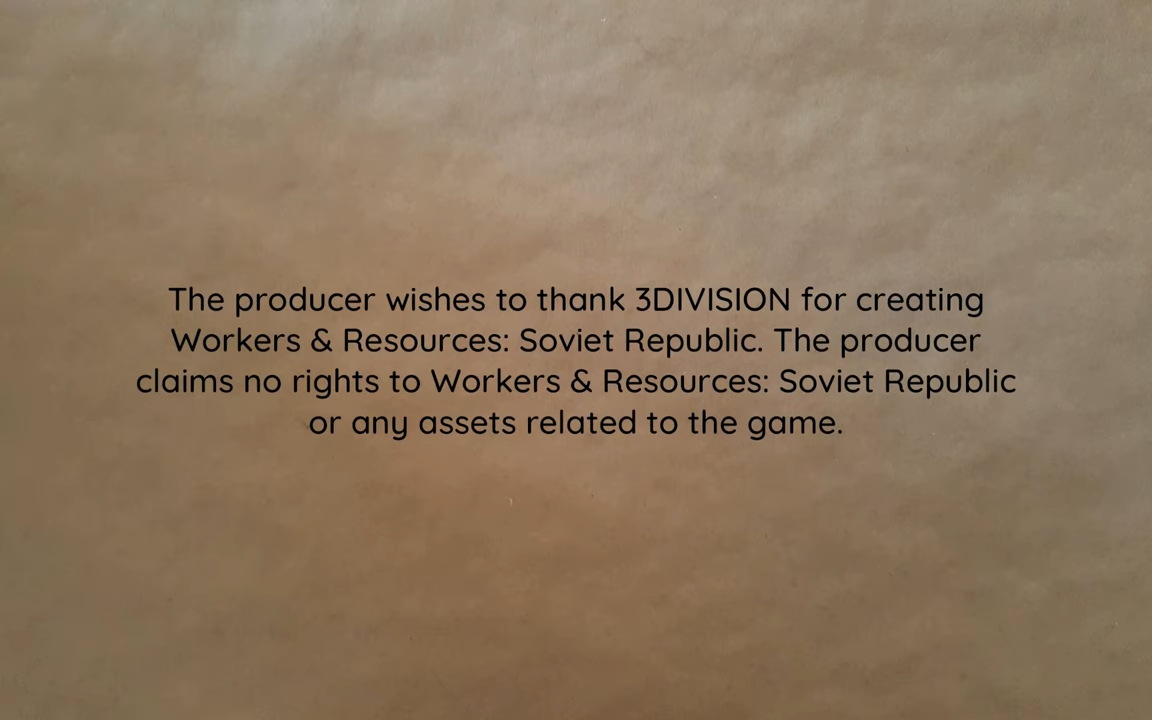 The producer wishes to thank 3DIVISION for creating
Workers & Resources: Soviet Republic. The producer
claims no rights to Workers & Resources: Soviet Republic
or any assets related to the game.